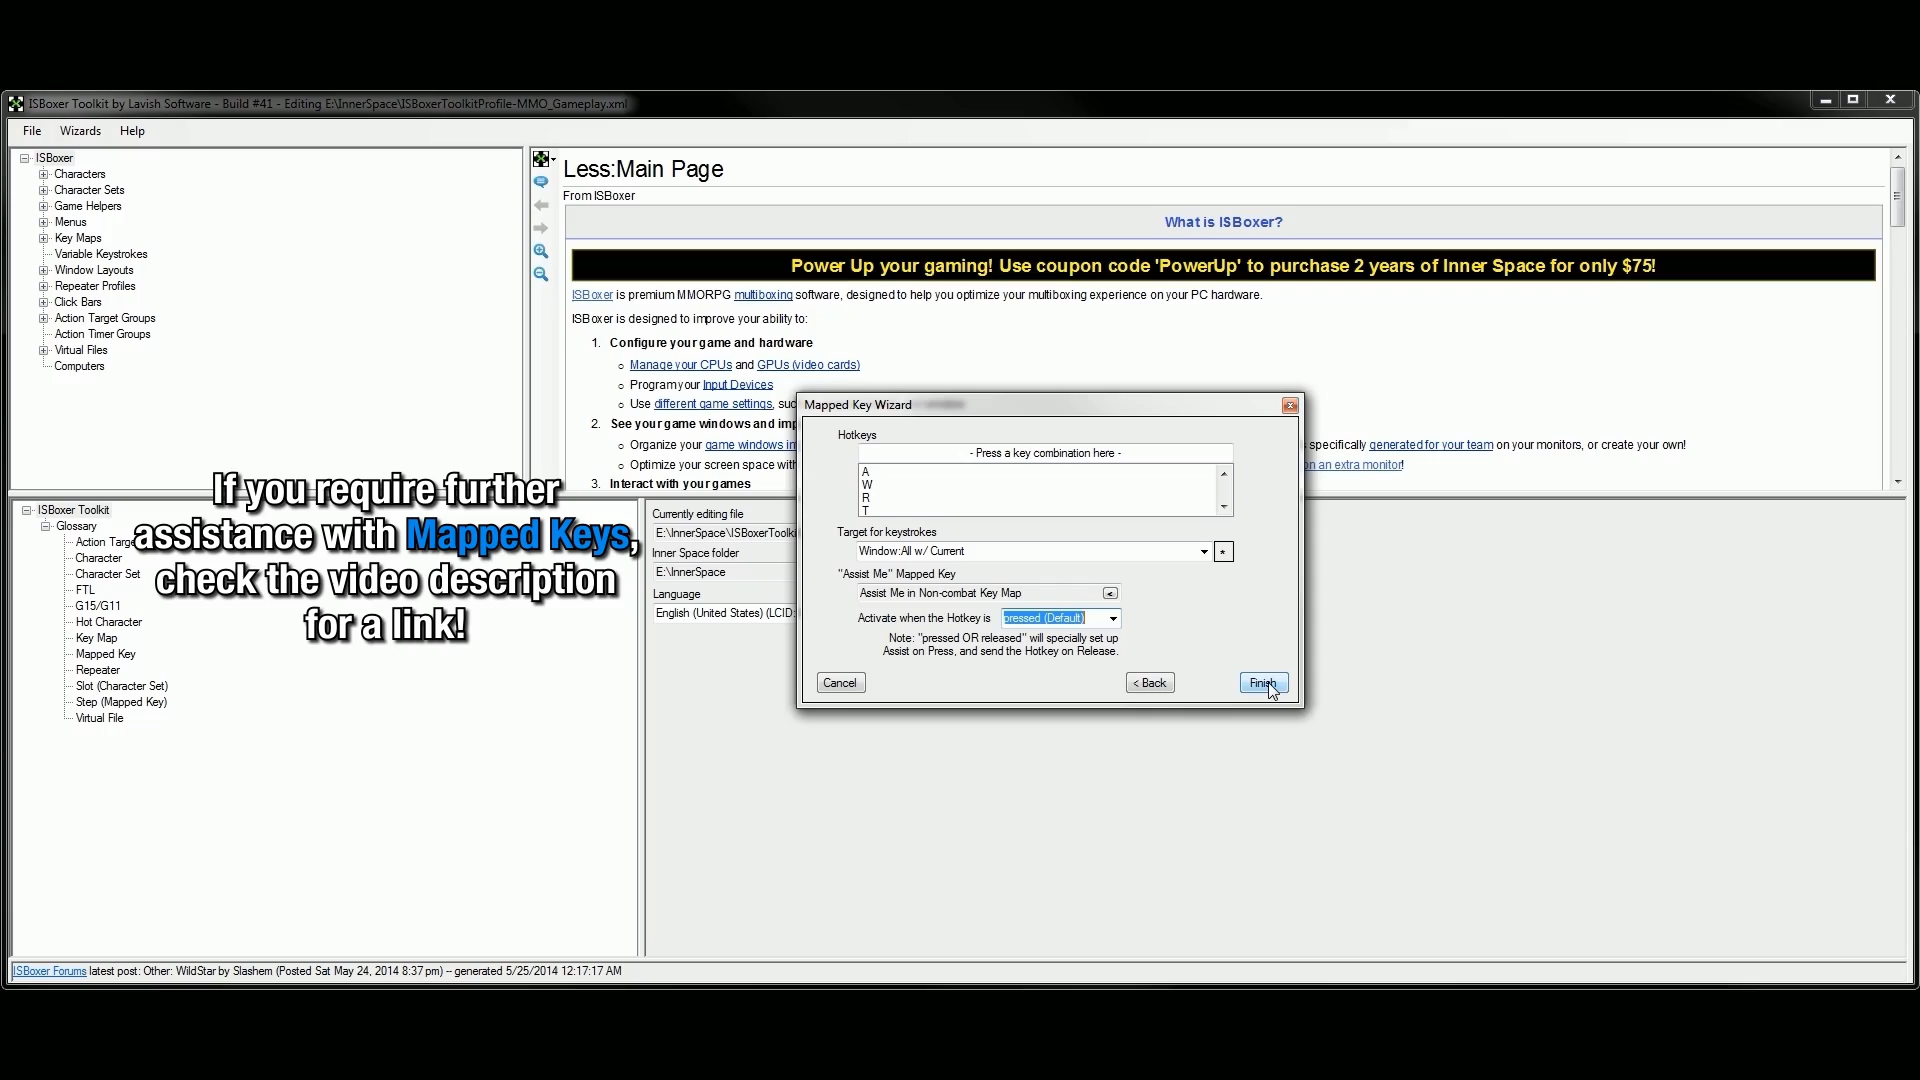 ISBoxer Toolkit by Lavish Software - Build #41 - Editing E:\InnerSpace\ISBoxerToolkitProfile-MMO_Gameplay.xml
File Wizards Help
ISBoxer
Characters
Character Sets
Game Helpers
Menus
Key Maps
Variable Keystrokes
Window Layouts
Repeater Profiles
Click Bars
Action Target Groups
Action Timer Groups
Virtual Files
Computers
Less:Main Page
From ISBoxer
What is ISBoxer?
Power Up your gaming! Use coupon code 'PowerUp' to purchase 2 years of Inner Space for only $75!
ISBoxer is premium MMORPG multiboxing software, designed to help you optimize your multiboxing experience on your PC hardware.
ISBoxer is designed to improve your ability to:
1. Configure your game and hardware
Manage your CPUs and GPUs (video cards)
Program your Input Devices
Use different game settings, suc
2. See your game windows and imp
Organize your game windows in specifically generated for your team on your monitors, or create your own!
Optimize your screen space with on an extra monitor!
3. Interact with your games
Mapped Key Wizard
Hotkeys
- Press a key combination here -
A
W
R
T
Target for keystrokes
Window:All w/ Current
*
"Assist Me" Mapped Key
Assist Me in Non-combat Key Map
<
Activate when the Hotkey is pressed (Default)
Note: "pressed OR released" will specially set up
Assist on Press, and send the Hotkey on Release.
Cancel < Back Finish
If you require further
assistance with Mapped Keys,
check the video description
for a link!
ISBoxer Toolkit
Glossary
Action Targe
Character
Character Set
FTL
G15/G11
Hot Character
Key Map
Mapped Key
Repeater
Slot (Character Set)
Step (Mapped Key)
Virtual File
Currently editing file
E:\InnerSpace\ISBoxerToolki
Inner Space folder
E:\InnerSpace
Language
English (United States) (LCID:
ISBoxer Forums latest post: Other: WildStar by Slashem (Posted Sat May 24, 2014 8:37 pm) -- generated 5/25/2014 12:17:17 AM